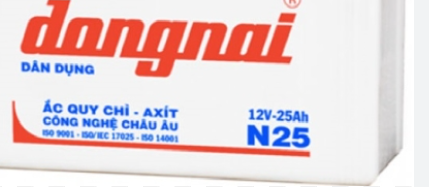 dongnai®
DÂN DỤNG
ẮC QUY CHÌ - AXÍT
CÔNG NGHỆ CHÂU ÂU
ISO 9001 - ISO/IEC 17025 - ISO 14001
12V-25Ah
N25